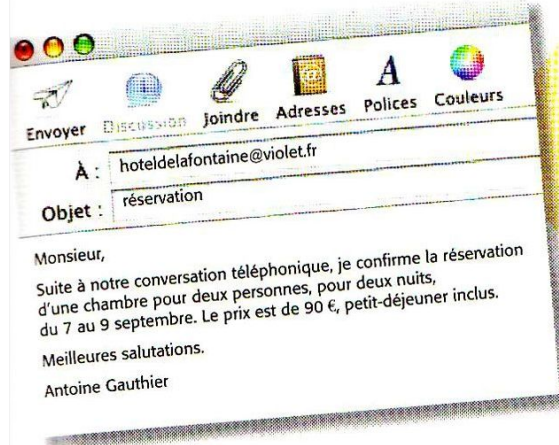 Envoyer Discussion Joindre Adresses Polices Couleurs
À : hoteldelafontaine@violet.fr
Objet : réservation
Monsieur,
Suite à notre conversation téléphonique, je confirme la réservation
d'une chambre pour deux personnes, pour deux nuits,
du 7 au 9 septembre. Le prix est de 90 €, petit-déjeuner inclus.
Meilleures salutations.
Antoine Gauthier